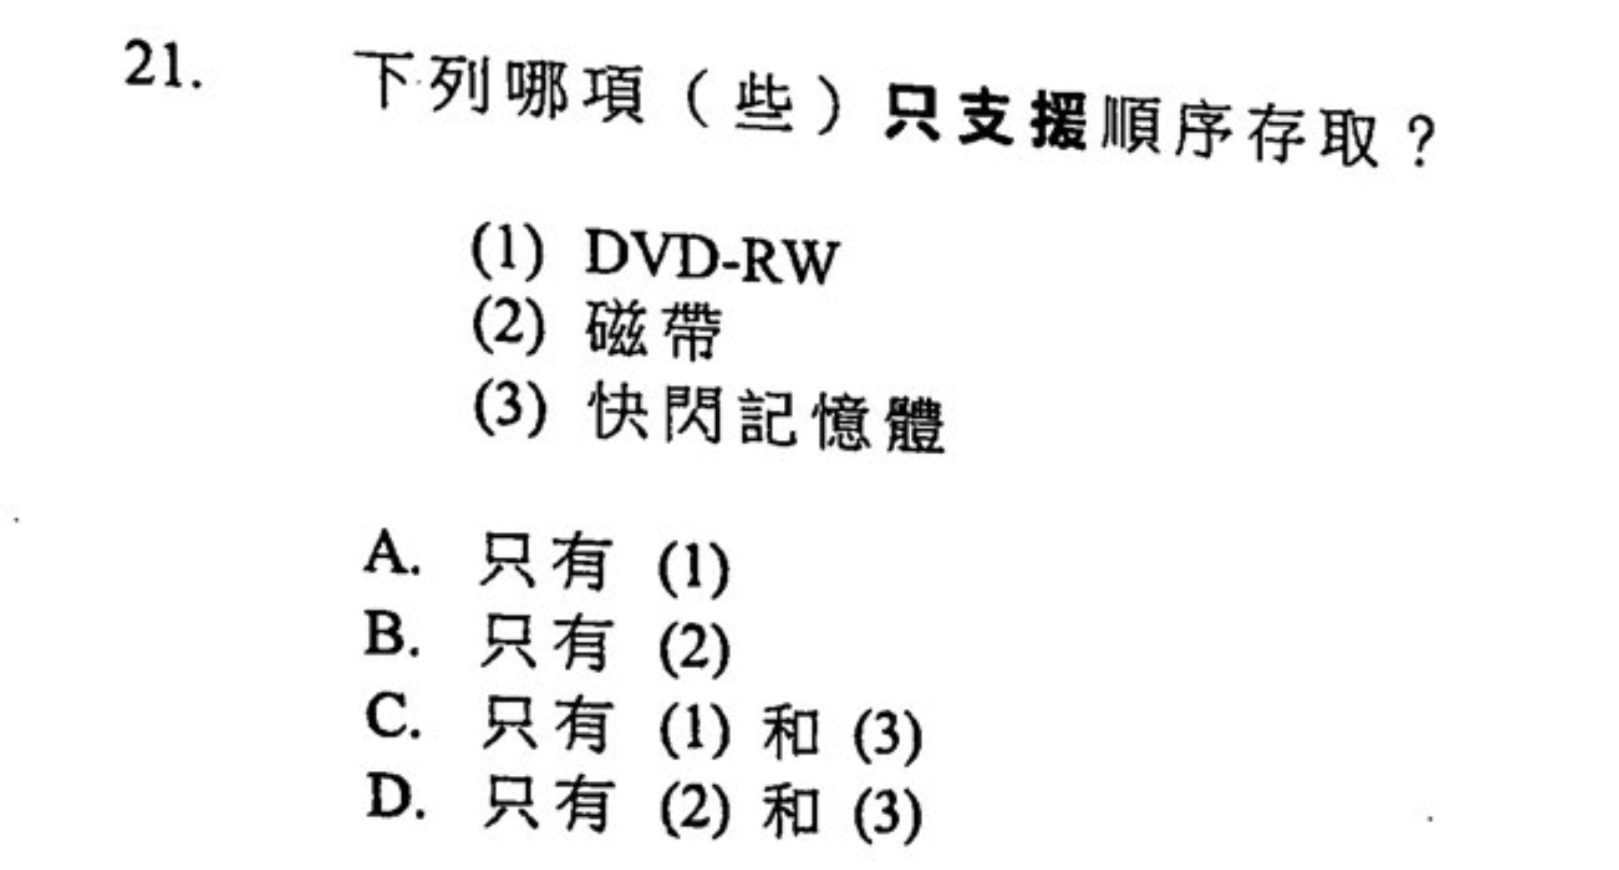 21. 下列哪項（些）只支援順序存取？
(1) DVD-RW
(2) 磁帶
(3) 快閃記憶體
A. 只有 (1)
B. 只有 (2)
C. 只有 (1) 和 (3)
D. 只有 (2) 和 (3)